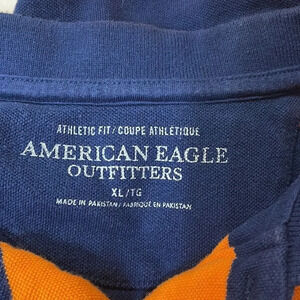 ATHLETIC FIT / COUPE ATHLÉTIQUE
AMERICAN EAGLE
OUTFITTERS
XL / TG
MADE IN PAKISTAN / FABRIQUÉ EN PAKISTAN